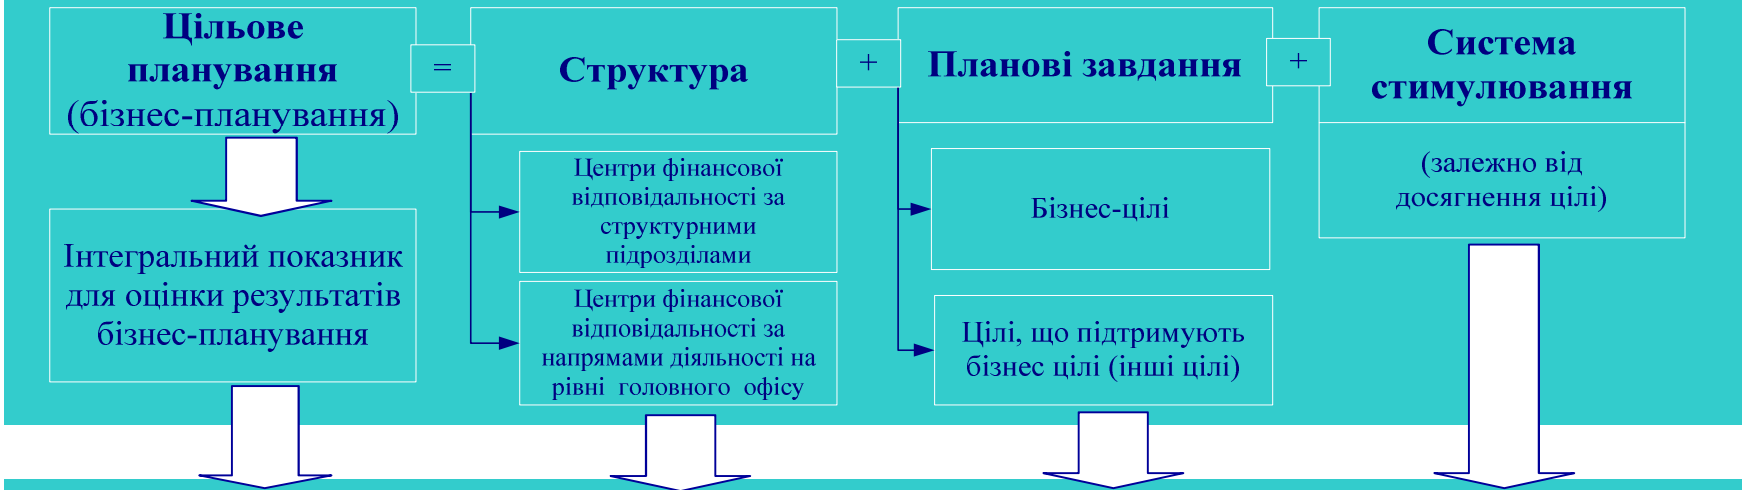 Цільове
планування
(бізнес-планування)
=
Структура
+
Планові завдання
+
Система
стимулювання
(залежно від
досягнення цілі)
Інтегральний показник
для оцінки результатів
бізнес-планування
Центри фінансової
відповідальності за
структурними
підрозділами
Центри фінансової
відповідальності за
напрямами діяльності на
рівні головного офісу
Бізнес-цілі
Цілі, що підтримують
бізнес цілі (інші цілі)